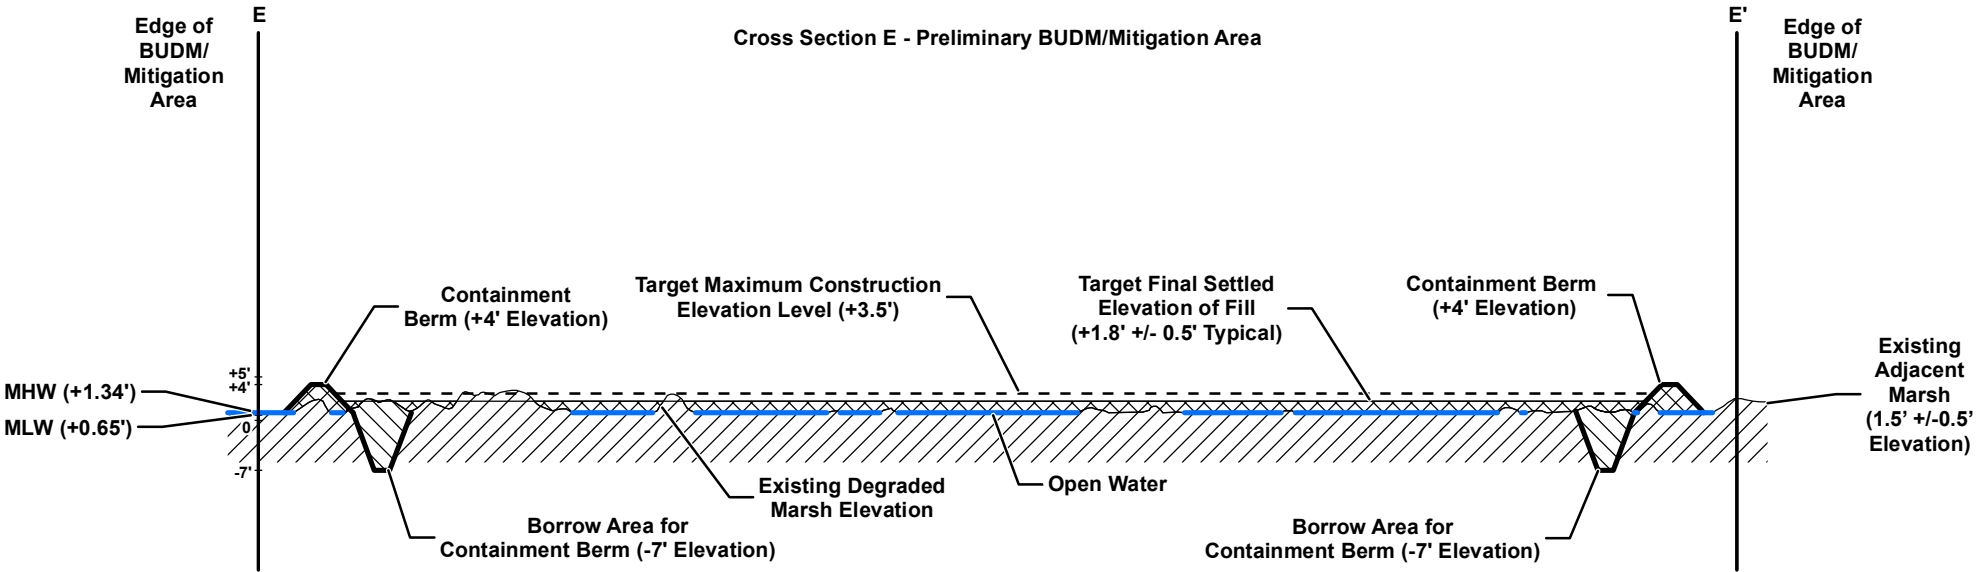 E
E'
Edge of
BUDM/
Mitigation
Area
Cross Section E - Preliminary BUDM/Mitigation Area
Edge of
BUDM/
Mitigation
Area
Containment
Berm (+4' Elevation)
Target Maximum Construction
Elevation Level (+3.5')
Target Final Settled
Elevation of Fill
(+1.8' +/- 0.5' Typical)
Containment Berm
(+4' Elevation)
Existing
Adjacent
Marsh
(1.5’ +/-0.5’
Elevation)
+5'
+4'
MHW (+1.34')
MLW (+0.65')
0
-7'
Existing Degraded
Marsh Elevation
Open Water
Borrow Area for
Containment Berm (-7' Elevation)
Borrow Area for
Containment Berm (-7' Elevation)